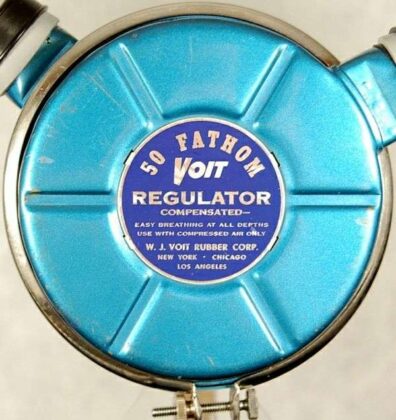 50 FATHOM
VOIT
REGULATOR
COMPENSATED—
EASY BREATHING AT ALL DEPTHS
USE WITH COMPRESSED AIR ONLY
W. J. VOIT RUBBER CORP.
NEW YORK · CHICAGO
LOS ANGELES